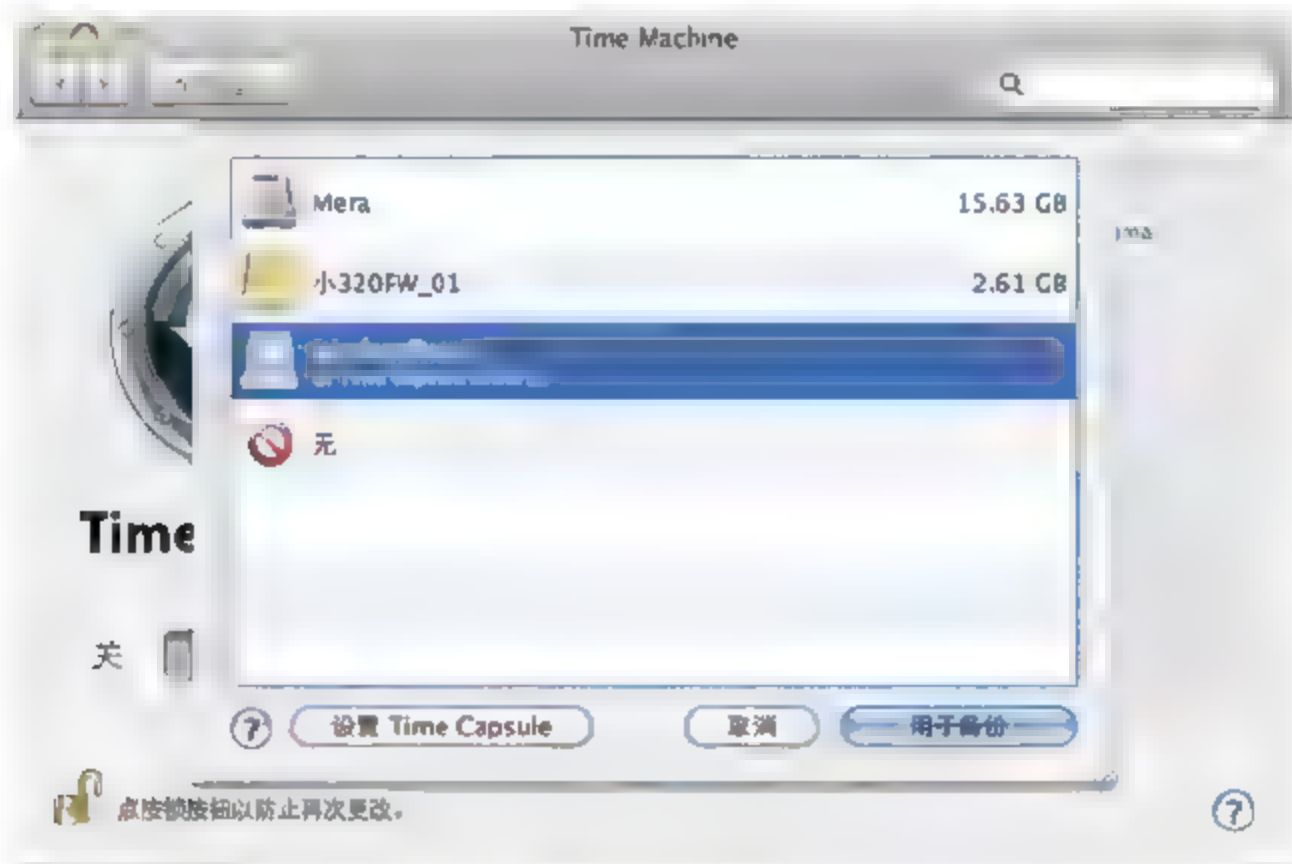 Time Machine
Mera 15.63 GB
小320FW_01 2.61 GB
无
Time
关
设置 Time Capsule 取消 用于备份
点按锁按钮以防止再次更改。